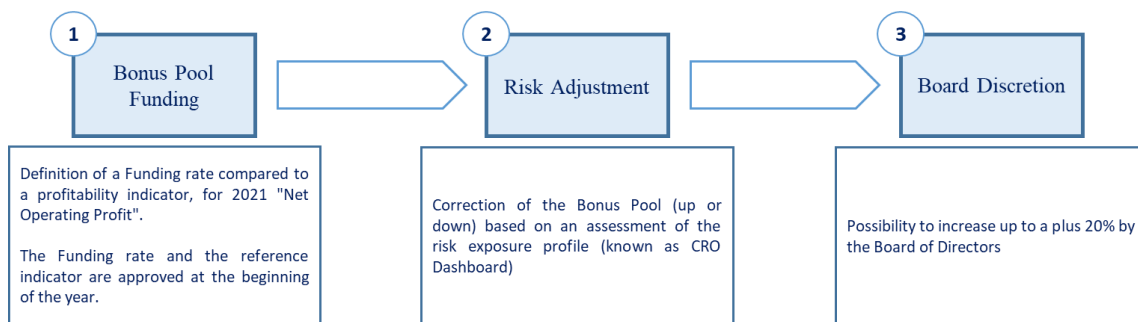 1
Bonus Pool
Funding
2
Risk Adjustment
3
Board Discretion
Definition of a Funding rate compared to
a profitability indicator, for 2021 "Net
Operating Profit".
The Funding rate and the reference
indicator are approved at the beginning
of the year.
Correction of the Bonus Pool (up or
down) based on an assessment of the
risk exposure profile (known as CRO
Dashboard)
Possibility to increase up to a plus 20% by
the Board of Directors